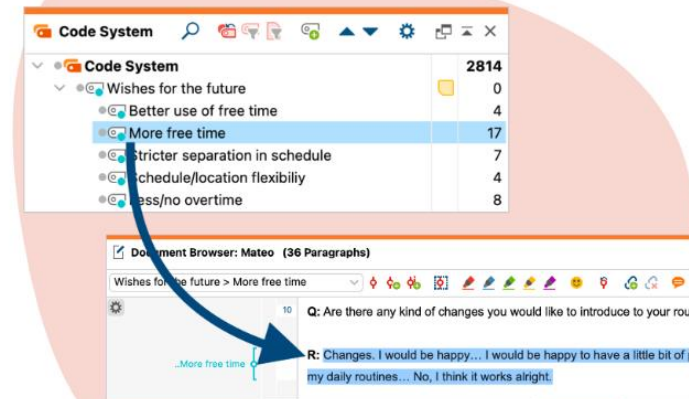 Code System
Code System 2814
Wishes for the future 0
Better use of free time 4
More free time 17
Stricter separation in schedule 7
Schedule/location flexibiliy 4
Less/no overtime 8
Document Browser: Mateo (36 Paragraphs)
Wishes for the future > More free time
10 Q: Are there any kind of changes you would like to introduce to your rou
..More free time R: Changes. I would be happy… I would be happy to have a little bit of p
my daily routines… No, I think it works alright.